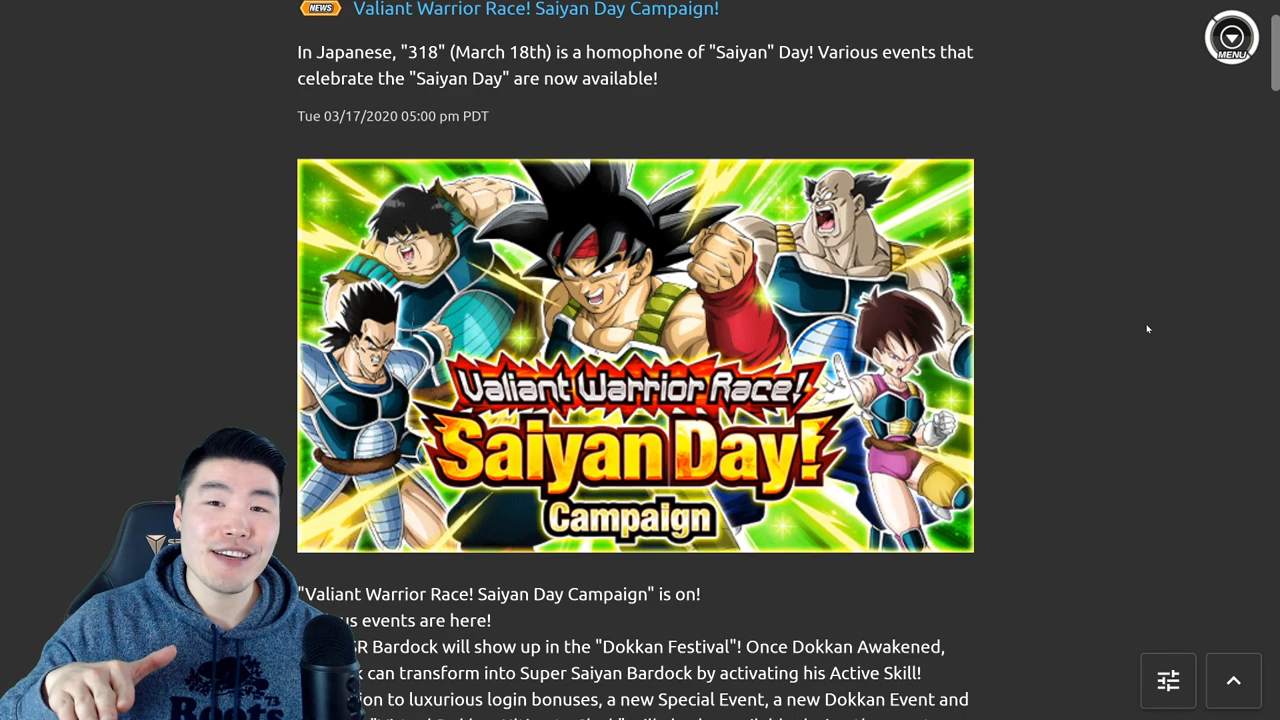 NEWS Valiant Warrior Race! Saiyan Day Campaign!
MENU
In Japanese, "318" (March 18th) is a homophone of "Saiyan" Day! Various events that
celebrate the "Saiyan Day" are now available!
Tue 03/17/2020 05:00 pm PDT
Valiant Warrior Race!
Saiyan Day!
Campaign
"Valiant Warrior Race! Saiyan Day Campaign" is on!
events are here!
Bardock will show up in the "Dokkan Festival"! Once Dokkan Awakened,
can transform into Super Saiyan Bardock by activating his Active Skill!
luxurious login bonuses, a new Special Event, a new Dokkan Event and
Roots